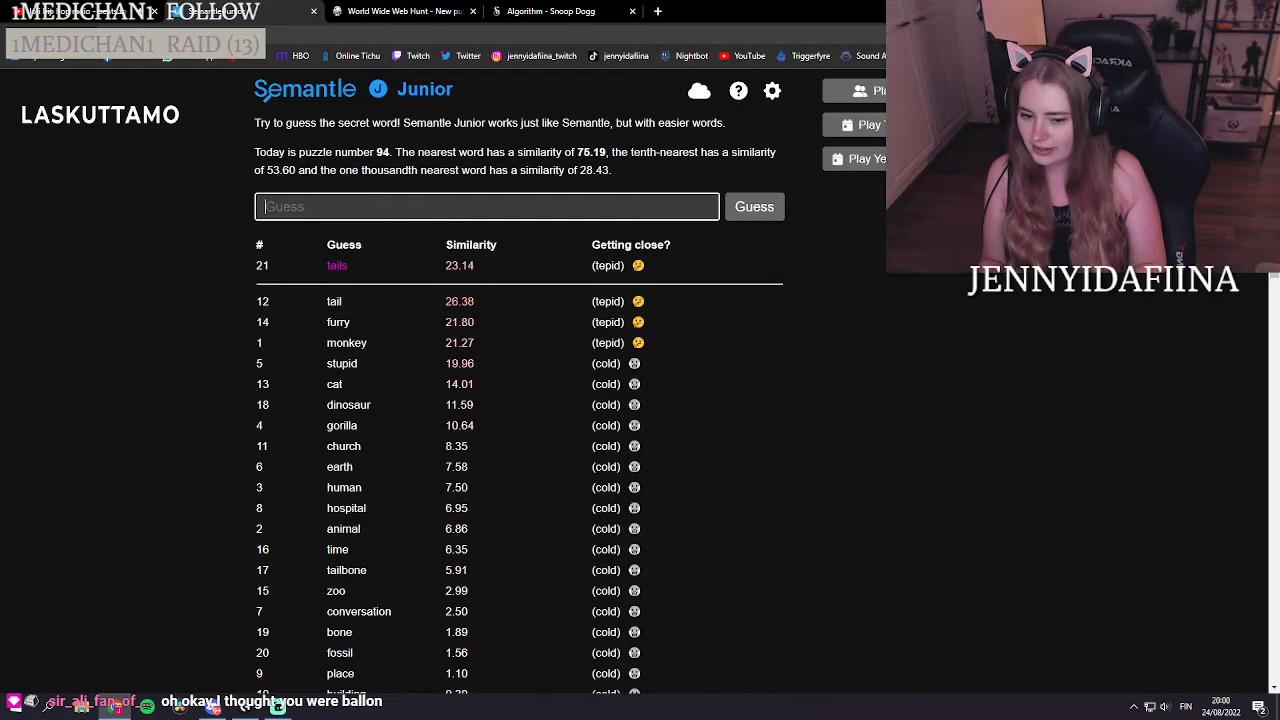 1MEDICHAN1 FOLLOW
1MEDICHAN1 RAID (13)
World Wide Web Hunt - New pu
Algorithm - Snoop Dogg
HBO
Online Tichu
Twitch
Twitter
jennyidafiina_twitch
jennyidafiina
Nightbot
YouTube
Triggerfyre
Sound A
LASKUTTAMO
Semantle Junior
Try to guess the secret word! Semantle Junior works just like Semantle, but with easier words.
Today is puzzle number 94. The nearest word has a similarity of 75.19, the tenth-nearest has a similarity
of 53.60 and the one thousandth nearest word has a similarity of 28.43.
Guess Guess
Play
Play Ye
# Guess Similarity Getting close?
21 tails 23.14 (tepid)
12 tail 26.38 (tepid)
14 furry 21.80 (tepid)
1 monkey 21.27 (tepid)
5 stupid 19.96 (cold)
13 cat 14.01 (cold)
18 dinosaur 11.59 (cold)
4 gorilla 10.64 (cold)
11 church 8.35 (cold)
6 earth 7.58 (cold)
3 human 7.50 (cold)
8 hospital 6.95 (cold)
2 animal 6.86 (cold)
16 time 6.35 (cold)
17 tailbone 5.91 (cold)
15 zoo 2.99 (cold)
7 conversation 2.50 (cold)
19 bone 1.89 (cold)
20 fossil 1.56 (cold)
9 place 1.10 (cold)
JENNYIDAFIINA
AKRACING
sir_ali_fan_of_ oh okay I thought you were ballon
FIN
20:00
24/08/2022